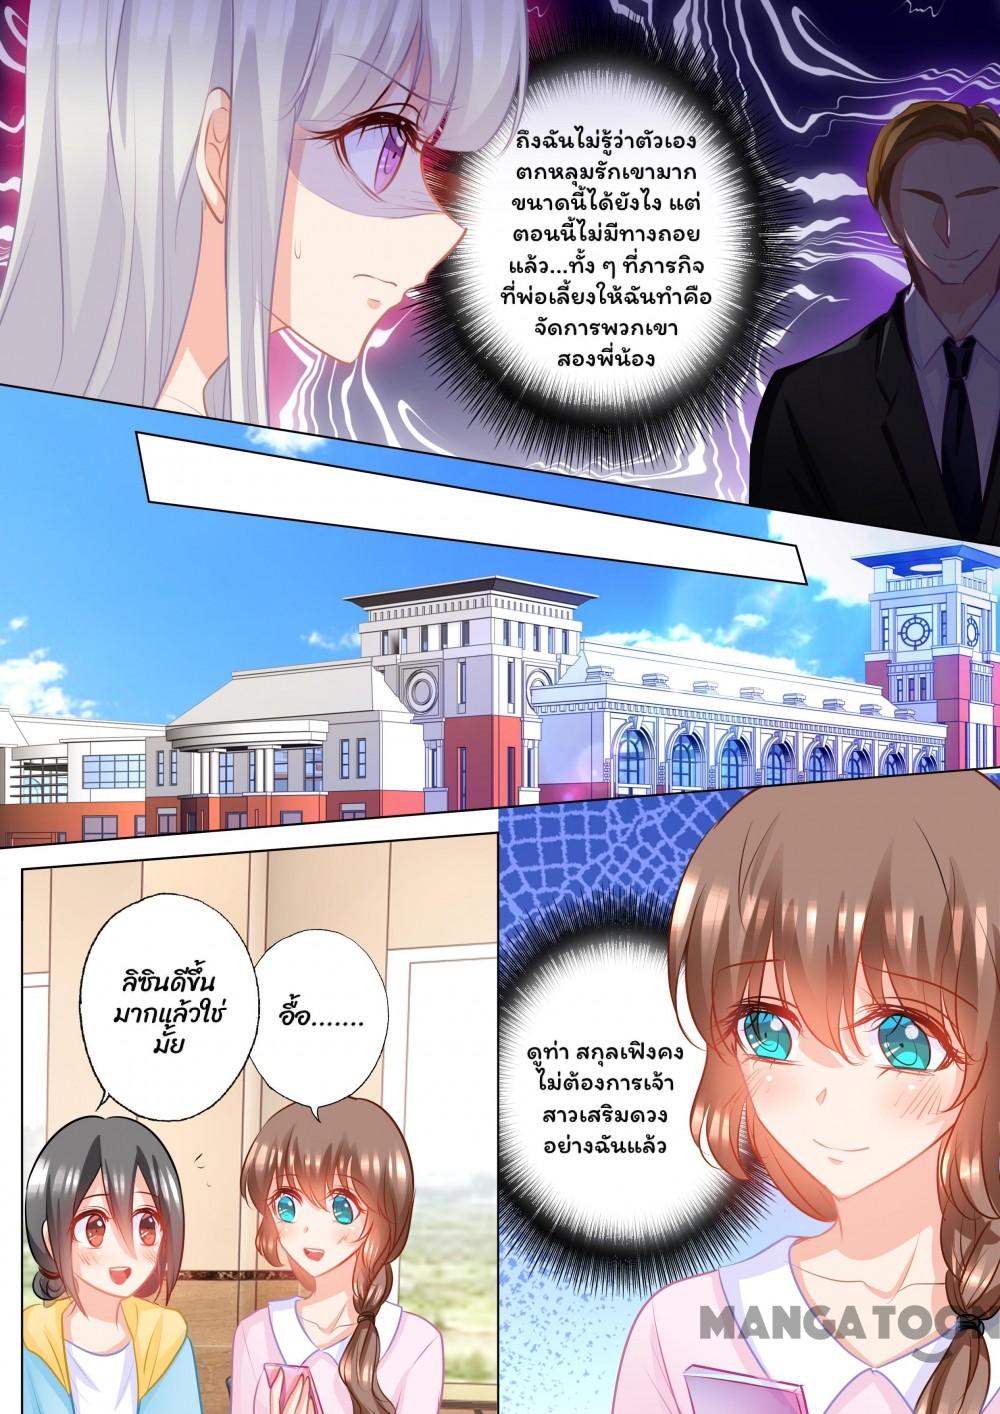 ถึงฉันไม่รู้ว่าตัวเอง
ตกหลุมรักเขามาก
ขนาดนี้ได้ยังไง แต่
ตอนนี้ไม่มีทางถอย
แล้ว...ทั้ง ๆ ที่ภารกิจ
ที่พ่อเลี้ยงให้ฉันทำคือ
จัดการพวกเขา
สองพี่น้อง
ลิซินดีขึ้น
มากแล้วใช่
มั้ย
อื้อ.......
ดูท่า สกุลเฟิงคง
ไม่ต้องการเจ้า
สาวเสริมดวง
อย่างฉันแล้ว
MANGATOON